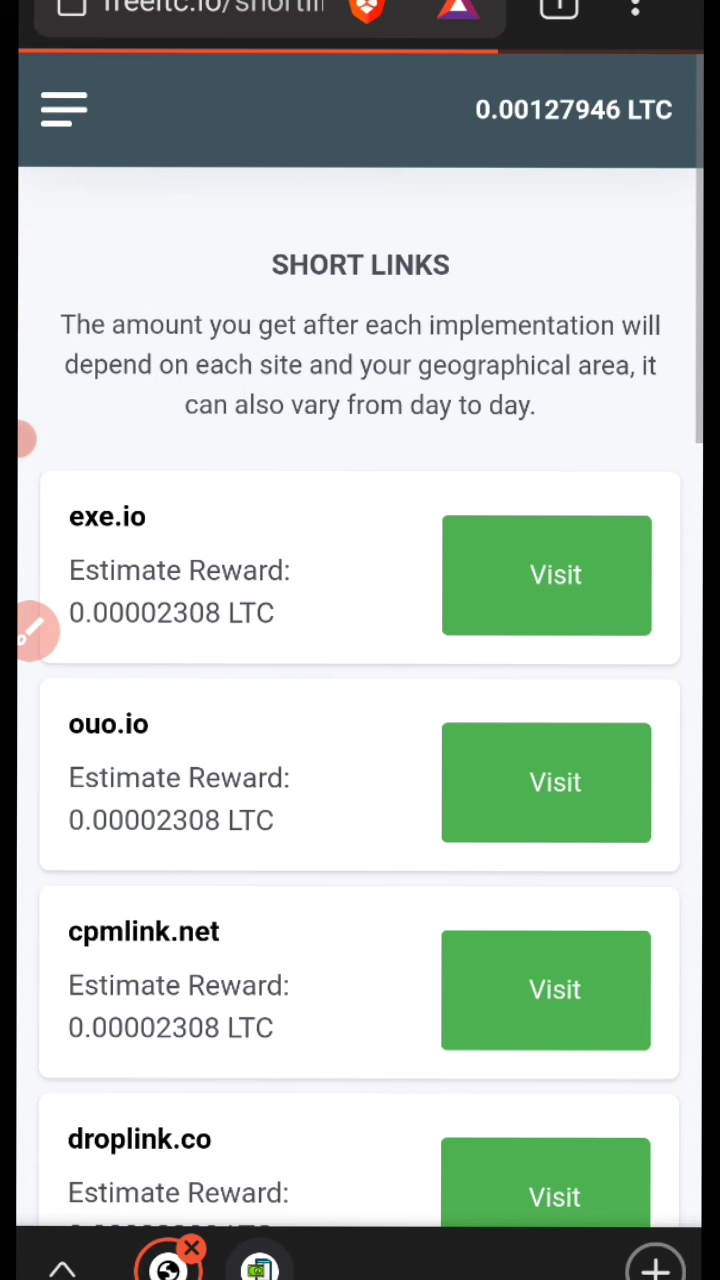 0.00127946 LTC
SHORT LINKS
The amount you get after each implementation will
depend on each site and your geographical area, it
can also vary from day to day.
exe.io
Estimate Reward:
0.00002308 LTC
Visit
ouo.io
Estimate Reward:
0.00002308 LTC
Visit
cpmlink.net
Estimate Reward:
0.00002308 LTC
Visit
droplink.co
Estimate Reward:
Visit